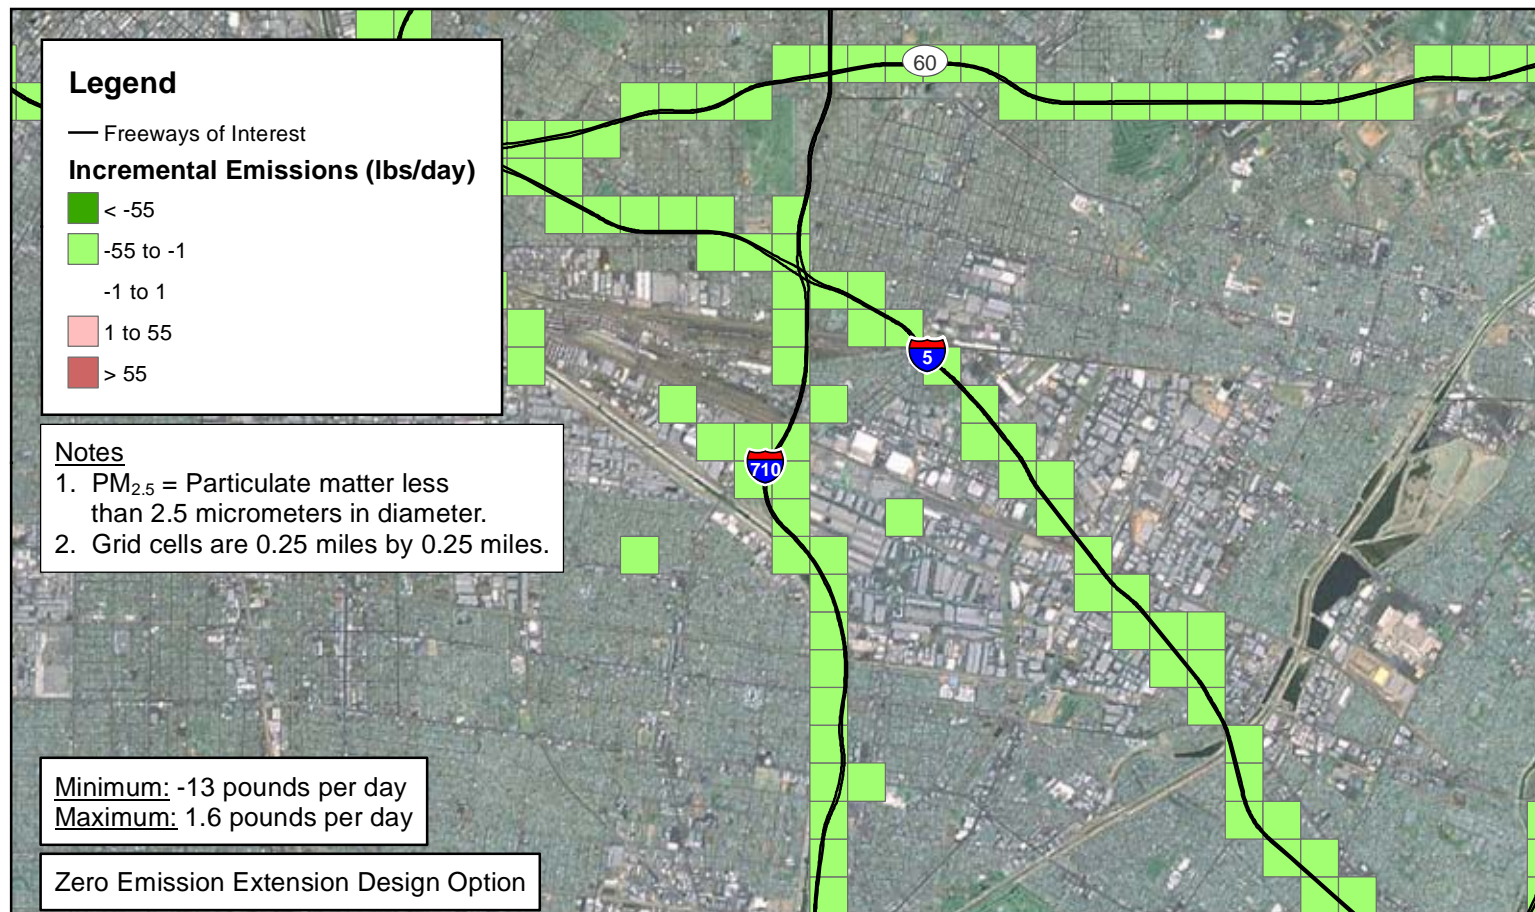 Legend
Freeways of Interest
Incremental Emissions (lbs/day)
< -55
-55 to -1
-1 to 1
1 to 55
> 55
Notes
1. PM2.5 = Particulate matter less
than 2.5 micrometers in diameter.
2. Grid cells are 0.25 miles by 0.25 miles.
Minimum: -13 pounds per day
Maximum: 1.6 pounds per day
Zero Emission Extension Design Option
60
5
710